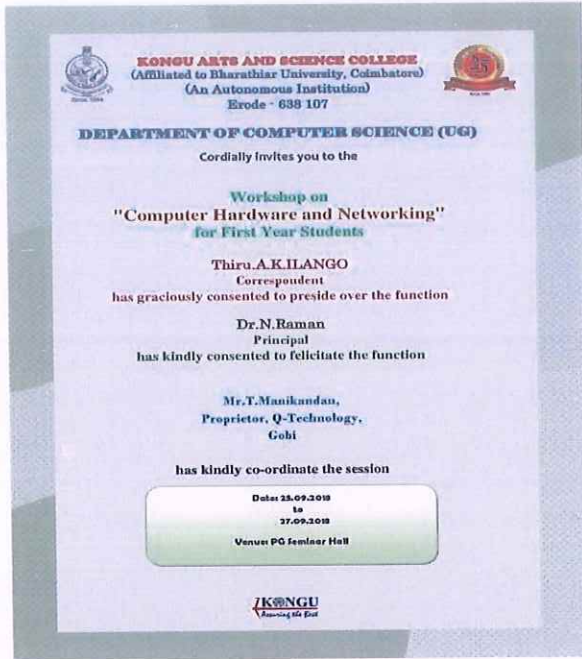 KONGU ARTS AND SCIENCE COLLEGE
(Affiliated to Bharathiar University, Coimbatore)
(An Autonomous Institution)
Erode - 638 107
DEPARTMENT OF COMPUTER SCIENCE (UG)
Cordially Invites you to the
Workshop on
"Computer Hardware and Networking"
for First Year Students
Thiru.A.K.ILANGO
Correspondent
has graciously consented to preside over the function
Dr.N.Raman
Principal
has kindly consented to felicitate the function
Mr.T.Manikandan,
Proprietor, Q-Technology,
Gobi
has kindly co-ordinate the session
Date: 25.09.2018
to
27.09.2018
Venue: PG Seminar Hall
KONGU
Assuring the Best